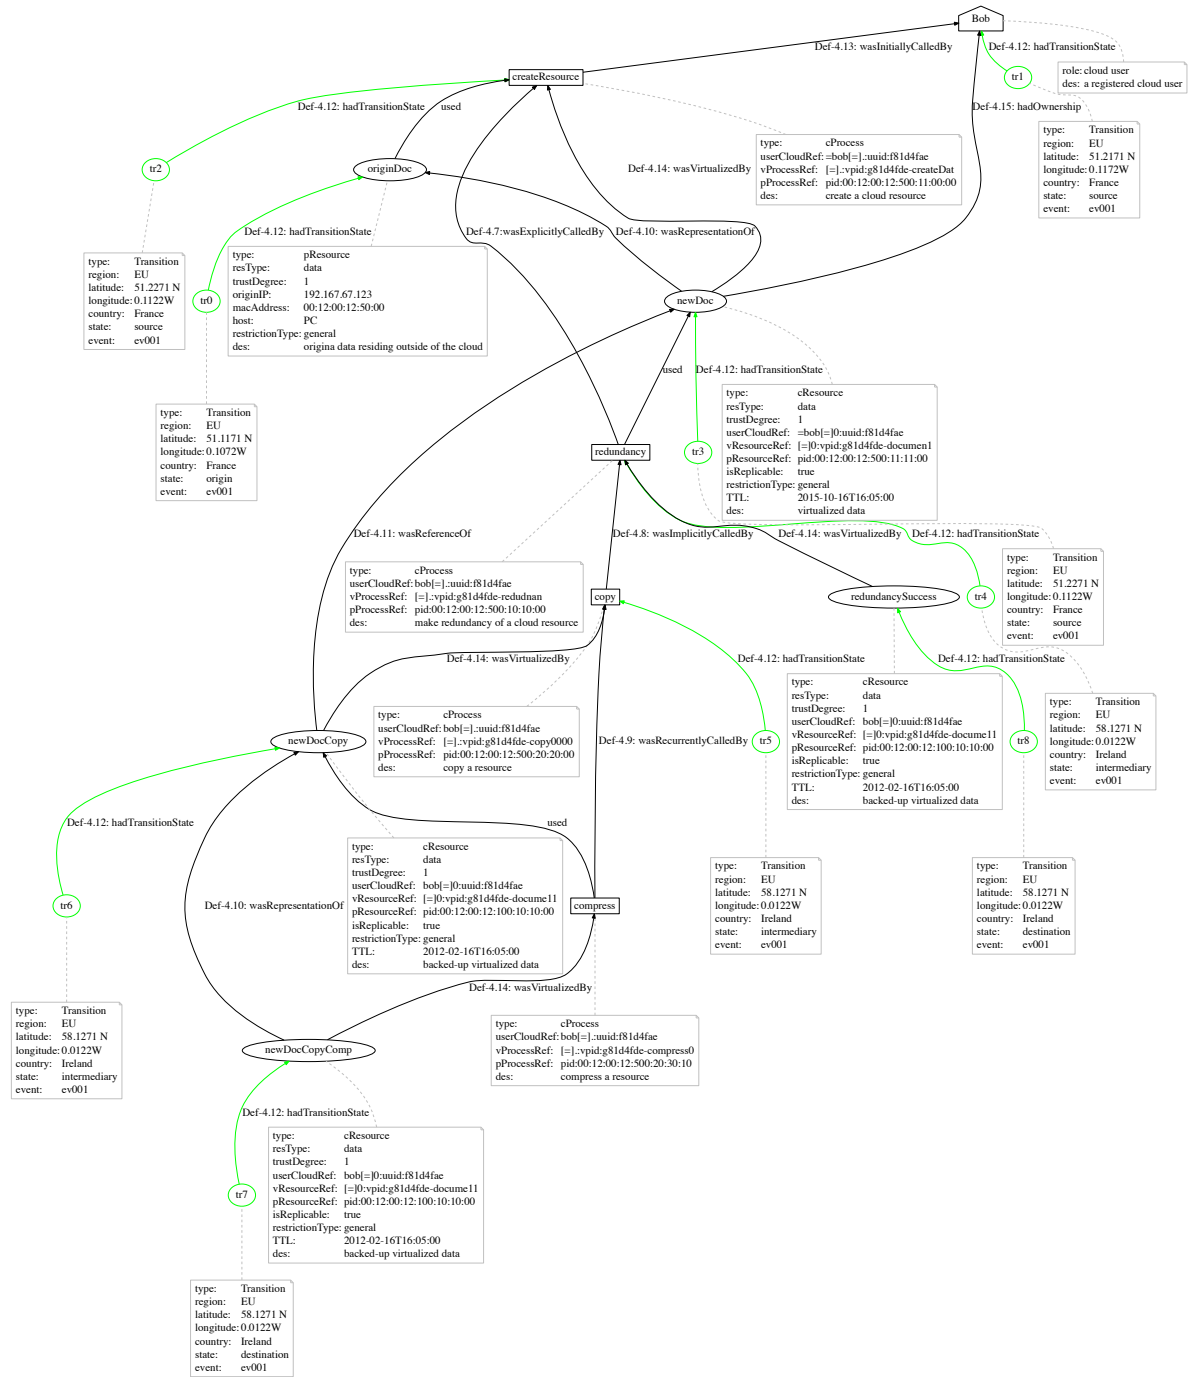 Bob
Def-4.13: wasInitiallyCalledBy
Def-4.12: hadTransitionState
createResource
tr1
role: cloud user
des: a registered cloud user
Def-4.12: hadTransitionState
used
Def-4.15: hadOwnership
type: Transition
region: EU
latitude: 51.2171 N
longitude: 0.1172W
country: France
state: source
event: ev001
type: cProcess
userCloudRef: =bob[=].:uuid:f81d4fae
vProcessRef: [=].:vpid:g81d4fde-createDat
pProcessRef: pid:00:12:00:12:500:11:00:00
des: create a cloud resource
tr2
originDoc
Def-4.14: wasVirtualizedBy
Def-4.12: hadTransitionState
Def-4.7:wasExplicitlyCalledBy
Def-4.10: wasRepresentationOf
type: Transition
region: EU
latitude: 51.2271 N
longitude: 0.1122W
country: France
state: source
event: ev001
tr0
type: pResource
resType: data
trustDegree: 1
originIP: 192.167.67.123
macAddress: 00:12:00:12:50:00
host: PC
restrictionType: general
des: origina data residing outside of the cloud
newDoc
used
Def-4.12: hadTransitionState
type: Transition
region: EU
latitude: 51.1171 N
longitude: 0.1072W
country: France
state: origin
event: ev001
redundancy
tr3
type: cResource
resType: data
trustDegree: 1
userCloudRef: =bob[=]0:uuid:f81d4fae
vResourceRef: [=]0:vpid:g81d4fde-documen1
pResourceRef: pid:00:12:00:12:500:11:11:00
isReplicable: true
restrictionType: general
TTL: 2015-10-16T16:05:00
des: virtualized data
Def-4.11: wasReferenceOf
Def-4.8: wasImplicitlyCalledBy
Def-4.14: wasVirtualizedBy
Def-4.12: hadTransitionState
type: cProcess
userCloudRef: bob[=].:uuid:f81d4fae
vProcessRef: [=].:vpid:g81d4fde-redudnan
pProcessRef: pid:00:12:00:12:500:10:10:00
des: make redundancy of a cloud resource
copy
redundancySuccess
tr4
type: Transition
region: EU
latitude: 51.2271 N
longitude: 0.1122W
country: France
state: source
event: ev001
Def-4.14: wasVirtualizedBy
Def-4.12: hadTransitionState
Def-4.12: hadTransitionState
newDocCopy
type: cProcess
userCloudRef: bob[=].:uuid:f81d4fae
vProcessRef: [=].:vpid:g81d4fde-copy0000
pProcessRef: pid:00:12:00:12:500:20:20:00
des: copy a resource
Def-4.9: wasRecurrentlyCalledBy
tr5
type: cResource
resType: data
trustDegree: 1
userCloudRef: bob[=]0:uuid:f81d4fae
vResourceRef: [=]0:vpid:g81d4fde-docume11
pResourceRef: pid:00:12:00:12:100:10:10:00
isReplicable: true
restrictionType: general
TTL: 2012-02-16T16:05:00
des: backed-up virtualized data
tr8
type: Transition
region: EU
latitude: 58.1271 N
longitude: 0.0122W
country: Ireland
state: intermediary
event: ev001
Def-4.12: hadTransitionState
used
type: cResource
resType: data
trustDegree: 1
userCloudRef: bob[=]0:uuid:f81d4fae
vResourceRef: [=]0:vpid:g81d4fde-docume11
pResourceRef: pid:00:12:00:12:100:10:10:00
isReplicable: true
restrictionType: general
TTL: 2012-02-16T16:05:00
des: backed-up virtualized data
tr6
Def-4.10: wasRepresentationOf
compress
type: Transition
region: EU
latitude: 58.1271 N
longitude: 0.0122W
country: Ireland
state: intermediary
event: ev001
type: Transition
region: EU
latitude: 58.1271 N
longitude: 0.0122W
country: Ireland
state: destination
event: ev001
Def-4.14: wasVirtualizedBy
type: Transition
region: EU
latitude: 58.1271 N
longitude: 0.0122W
country: Ireland
state: intermediary
event: ev001
newDocCopyComp
type: cProcess
userCloudRef: bob[=].:uuid:f81d4fae
vProcessRef: [=].:vpid:g81d4fde-compress0
pProcessRef: pid:00:12:00:12:500:20:30:10
des: compress a resource
Def-4.12: hadTransitionState
tr7
type: cResource
resType: data
trustDegree: 1
userCloudRef: bob[=]0:uuid:f81d4fae
vResourceRef: [=]0:vpid:g81d4fde-docume11
pResourceRef: pid:00:12:00:12:100:10:10:00
isReplicable: true
restrictionType: general
TTL: 2012-02-16T16:05:00
des: backed-up virtualized data
type: Transition
region: EU
latitude: 58.1271 N
longitude: 0.0122W
country: Ireland
state: destination
event: ev001